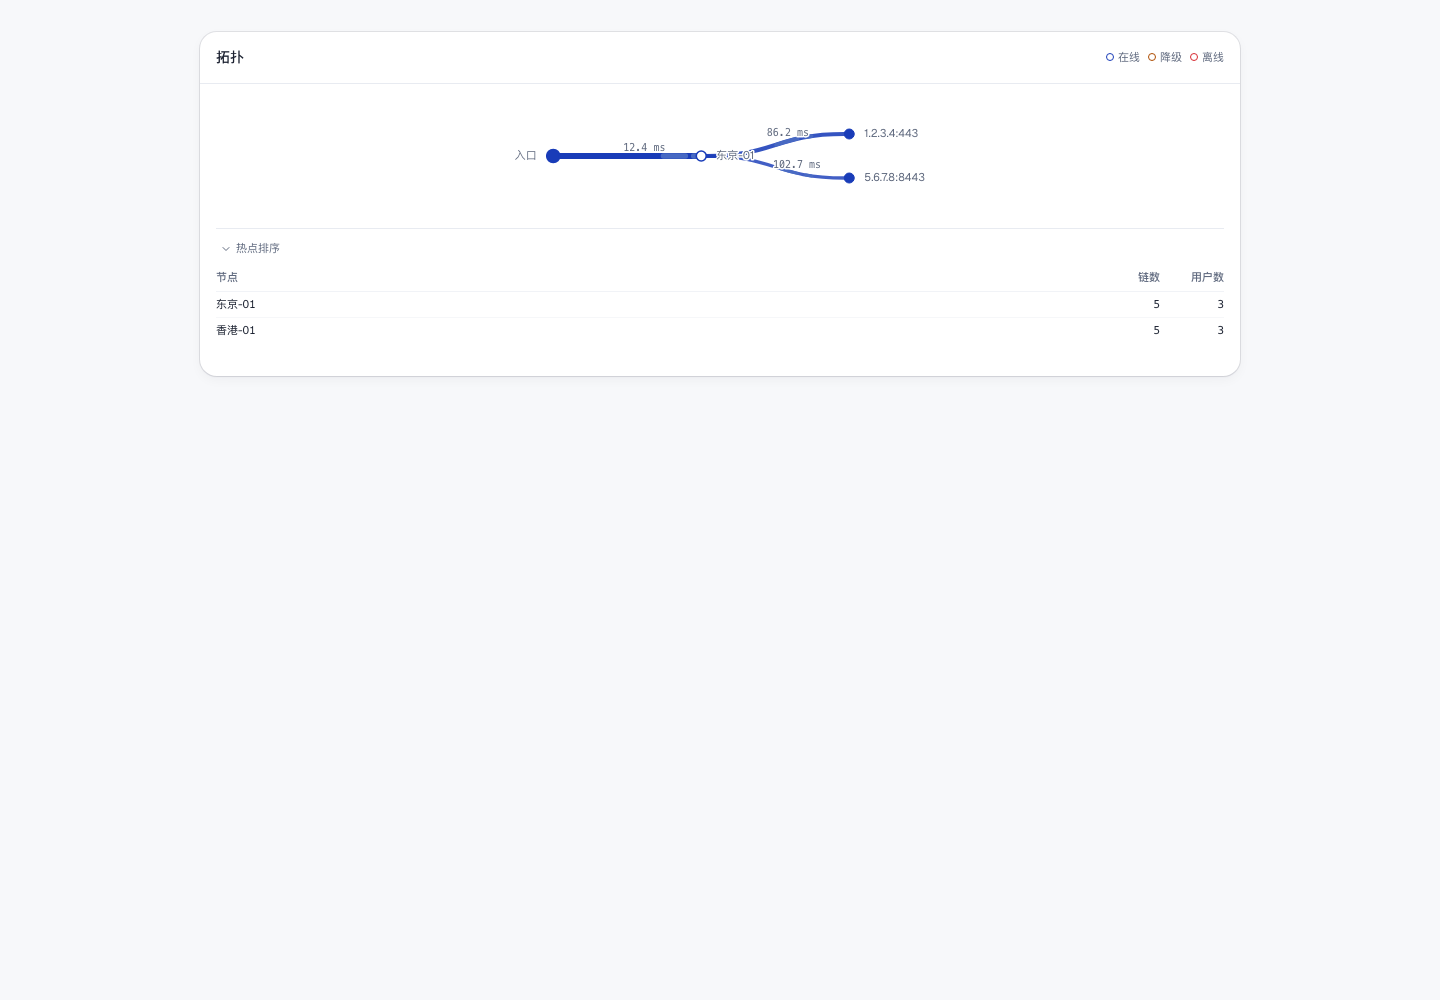 拓扑
在线 降级 离线
86.2 ms
1.2.3.4:443
12.4 ms
入口
东京-01
102.7 ms
5.6.7.8:8443
热点排序
节点 链数 用户数
东京-01 5 3
香港-01 5 3